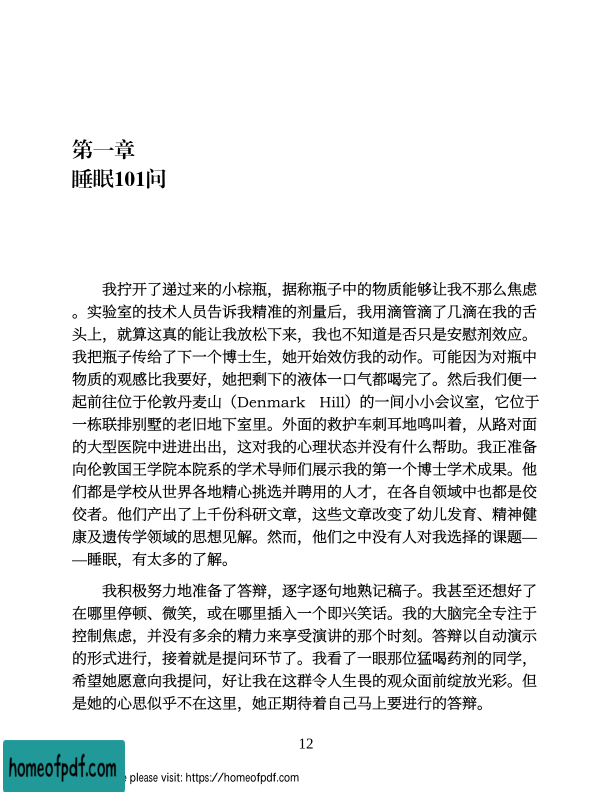 第一章
睡眠101问
我拧开了递过来的小棕瓶，据称瓶子中的物质能够让我不那么焦虑
。实验室的技术人员告诉我精准的剂量后，我用滴管滴了几滴在我的舌
头上，就算这真的能让我放松下来，我也不知道是否只是安慰剂效应。
我把瓶子传给了下一个博士生，她开始效仿我的动作。可能因为对瓶中
物质的观感比我要好，她把剩下的液体一口气都喝完了。然后我们便一
起前往位于伦敦丹麦山（Denmark Hill）的一间小小会议室，它位于
一栋联排别墅的老旧地下室里。外面的救护车刺耳地鸣叫着，从路对面
的大型医院中进进出出，这对我的心理状态并没有什么帮助。我正准备
向伦敦国王学院本院系的学术导师们展示我的第一个博士学术成果。他
们都是学校从世界各地精心挑选并聘用的人才，在各自领域中也都是佼
佼者。他们产出了上千份科研文章，这些文章改变了幼儿发育、精神健
康及遗传学领域的思想见解。然而，他们之中没有人对我选择的课题—
—睡眠，有太多的了解。
我积极努力地准备了答辩，逐字逐句地熟记稿子。我甚至还想好了
在哪里停顿、微笑，或在哪里插入一个即兴笑话。我的大脑完全专注于
控制焦虑，并没有多余的精力来享受演讲的那个时刻。答辩以自动演示
的形式进行，接着就是提问环节了。我看了一眼那位猛喝药剂的同学，
希望她愿意向我提问，好让我在这群令人生畏的观众面前绽放光彩。但
是她的心思似乎不在这里，她正期待着自己马上要进行的答辩。
12
homeofpdf.com
e please visit: https://homeofpdf.com